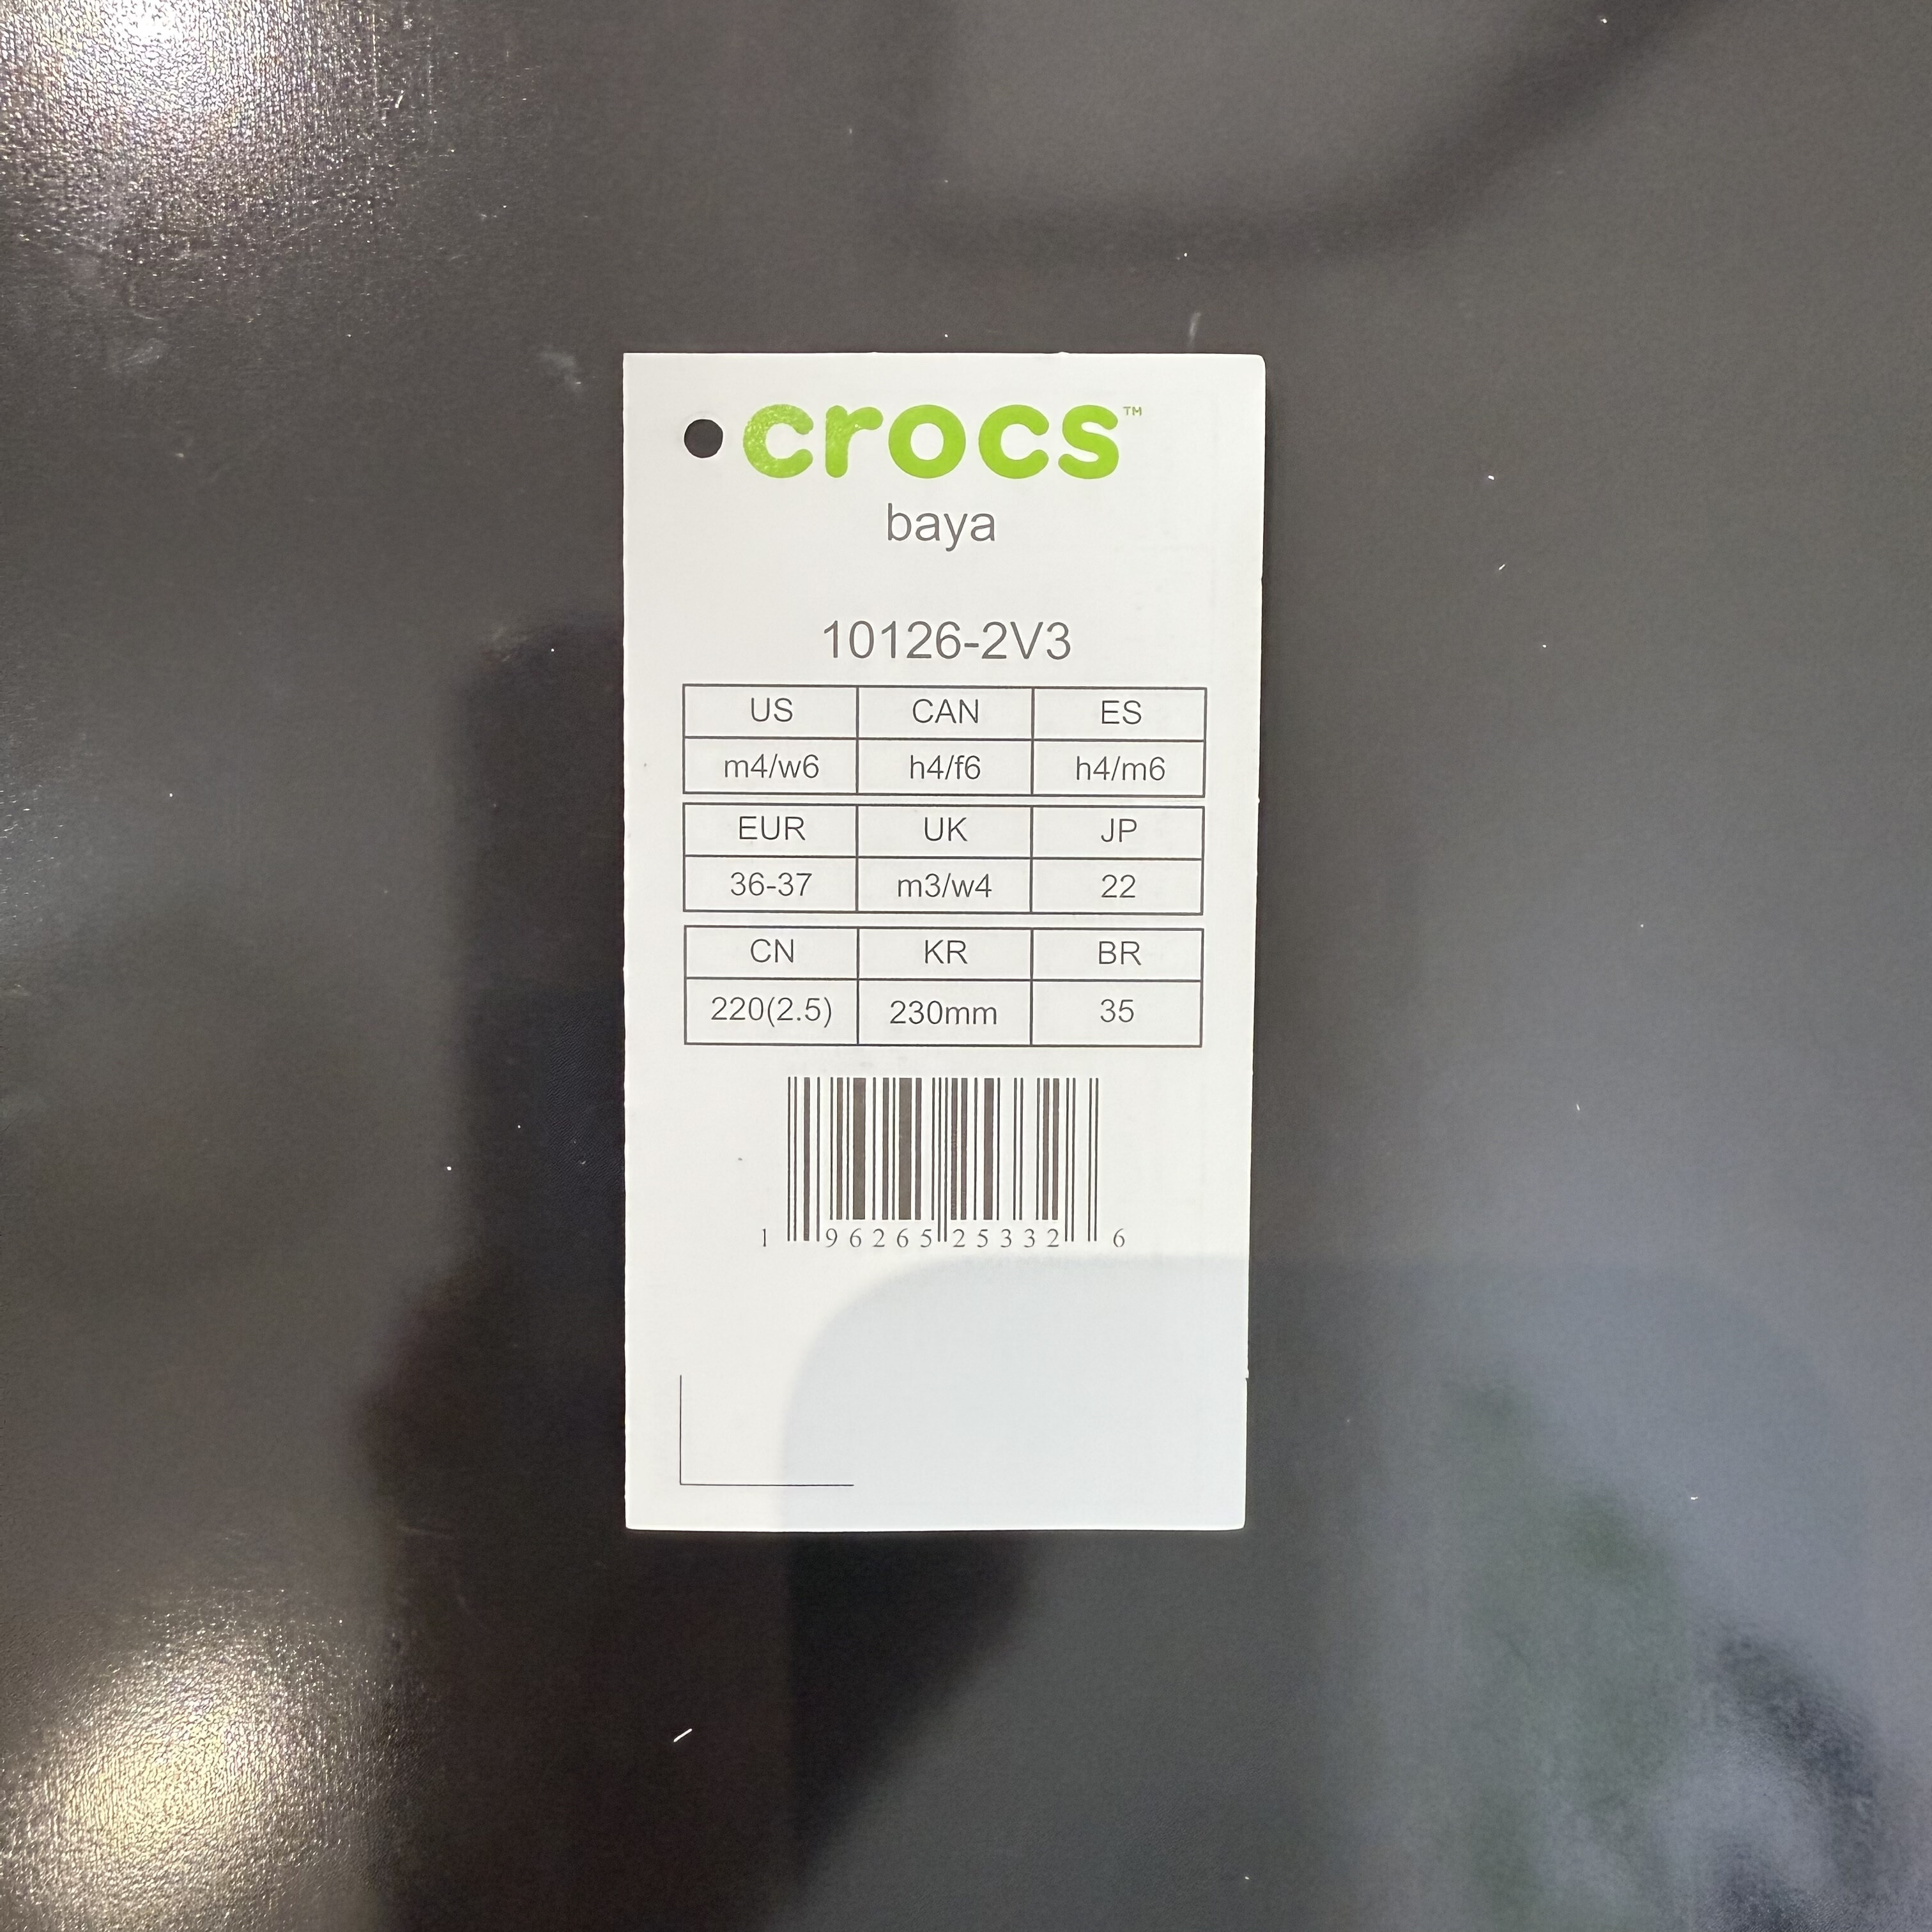 crocs™
baya
10126-2V3
US CAN ES
m4/w6 h4/f6 h4/m6
EUR UK JP
36-37 m3/w4 22
CN KR BR
220(2.5) 230mm 35
1 96265 25332 6